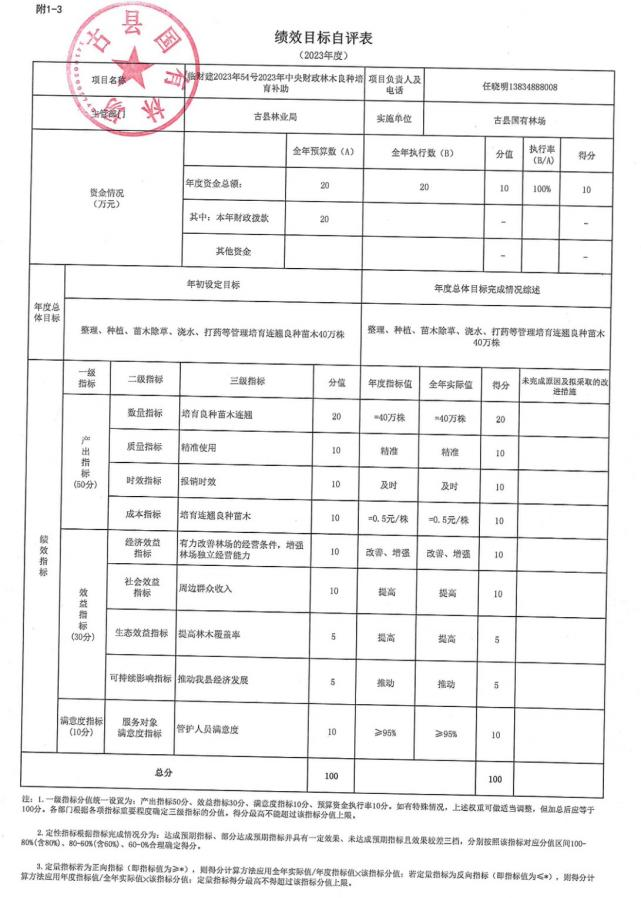 附1-3
绩效目标自评表
(2023年度)
项目名称
临财建2023年54号2023年中央财政林木良种培
育补助
项目负责人及
电话
任晓明13834888008
主管部门
古县林业局
实施单位
古县国有林场
古县国有林场
资金情况
(万元)
全年预算数(A)
全年执行数(B)
分值
执行率
(B/A)
得分
年度资金总额:
20
20
10
100%
10
其中:本年财政拨款
20
-
-
其他资金
-
-
年度总
体目标
年初设定目标
年度总体目标完成情况综述
整理、种植、苗木除草、浇水、打药等管理培育连翘良种苗木40万株
整理、种植、苗木除草、浇水、打药等管理培育连翘良种苗木
40万株
绩效指标
一级
指标
二级指标
三级指标
分值
年度指标值
全年实际值
得分
未完成原因及拟采取的改
进措施
产出指标
(50分)
数量指标
培育良种苗木连翘
20
=40万株
=40万株
20
质量指标
精准使用
10
精准
精准
10
时效指标
报销时效
10
及时
及时
10
成本指标
培育连翘良种苗木
10
=0.5元/株
=0.5元/株
10
效益指标
(30分)
经济效益
指标
有力改善林场的经营条件,增强
林场独立经营能力
10
改善、增强
改善、增强
10
社会效益
指标
周边群众收入
10
提高
提高
10
生态效益指标
提高林木覆盖率
5
提高
提高
5
可持续影响指标
推动我县经济发展
5
推动
推动
5
满意度指标
(10分)
服务对象
满意度指标
管护人员满意度
10
≥95%
≥95%
10
总分
100
100
注:1.一级指标分值统一设置为:产出指标50分、效益指标30分、满意度指标10分、预算资金执行率10分。如有特殊情况,上述权重可做适当调整,但加总后应等于
100分。各部门根据各项指标重要程度确定三级指标的分值。得分最高不能超过该指标分值上限。
2.定性指标根据指标完成情况分为:达成预期指标、部分达成预期指标并具有一定效果、未达成预期指标且效果较差三档,分别按照该指标对应分值区间100-
80%(含80%)、80-60%(含60%)、60-0%合理确定得分。
3.定量指标若为正向指标(即指标值为≥*),则得分计算方法应用全年实际值/年度指标值×该指标分值;若定量指标为反向指标(即指标值为≤*),则得分计
算方法应用年度指标值/全年实际值×该指标分值;定量指标得分最高不得超过该指标分值上限。